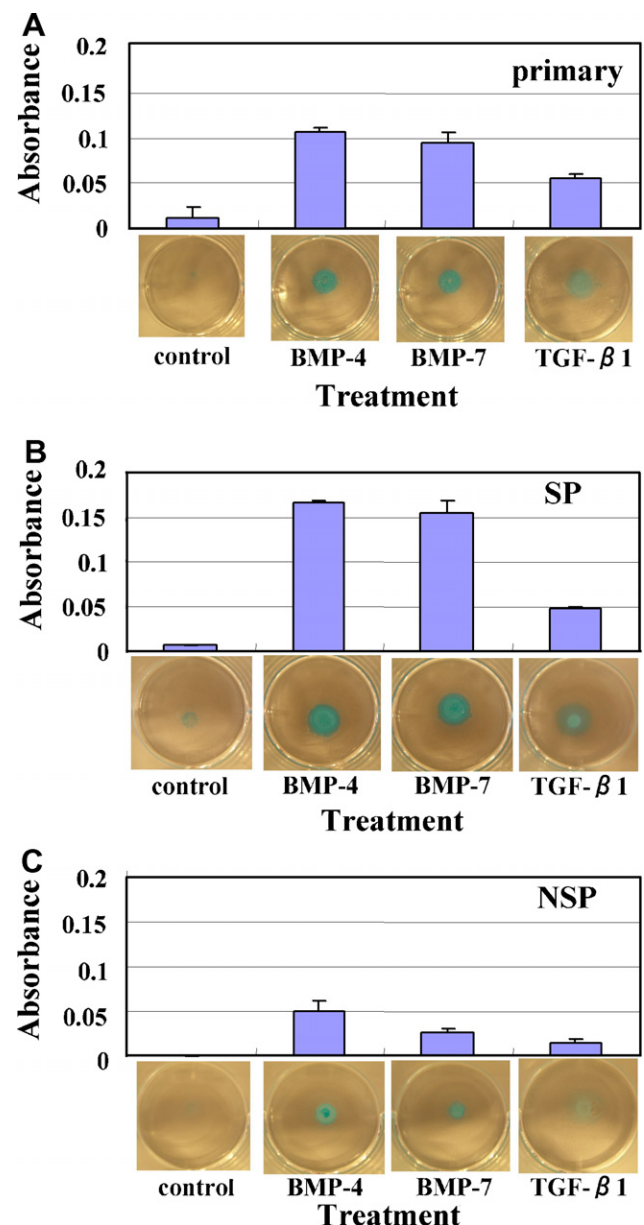 A
0.2
primary
0.15
0.1
0.05
0
Absorbance
control BMP-4 BMP-7 TGF-β1
Treatment
B
0.2
SP
0.15
0.1
0.05
0
Absorbance
control BMP-4 BMP-7 TGF-β1
Treatment
C
0.2
NSP
0.15
0.1
0.05
0
Absorbance
control BMP-4 BMP-7 TGF-β1
Treatment